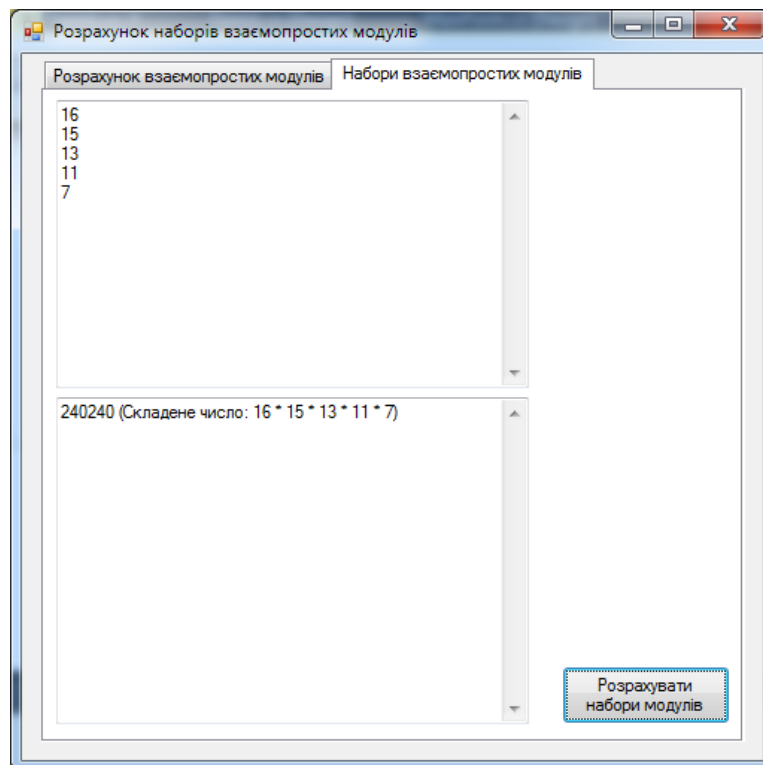 Розрахунок наборів взаємопростих модулів
Розрахунок взаємопростих модулів
Набори взаємопростих модулів
16
15
13
11
7
240240 (Складене число: 16 * 15 * 13 * 11 * 7)
Розрахувати
набори модулів